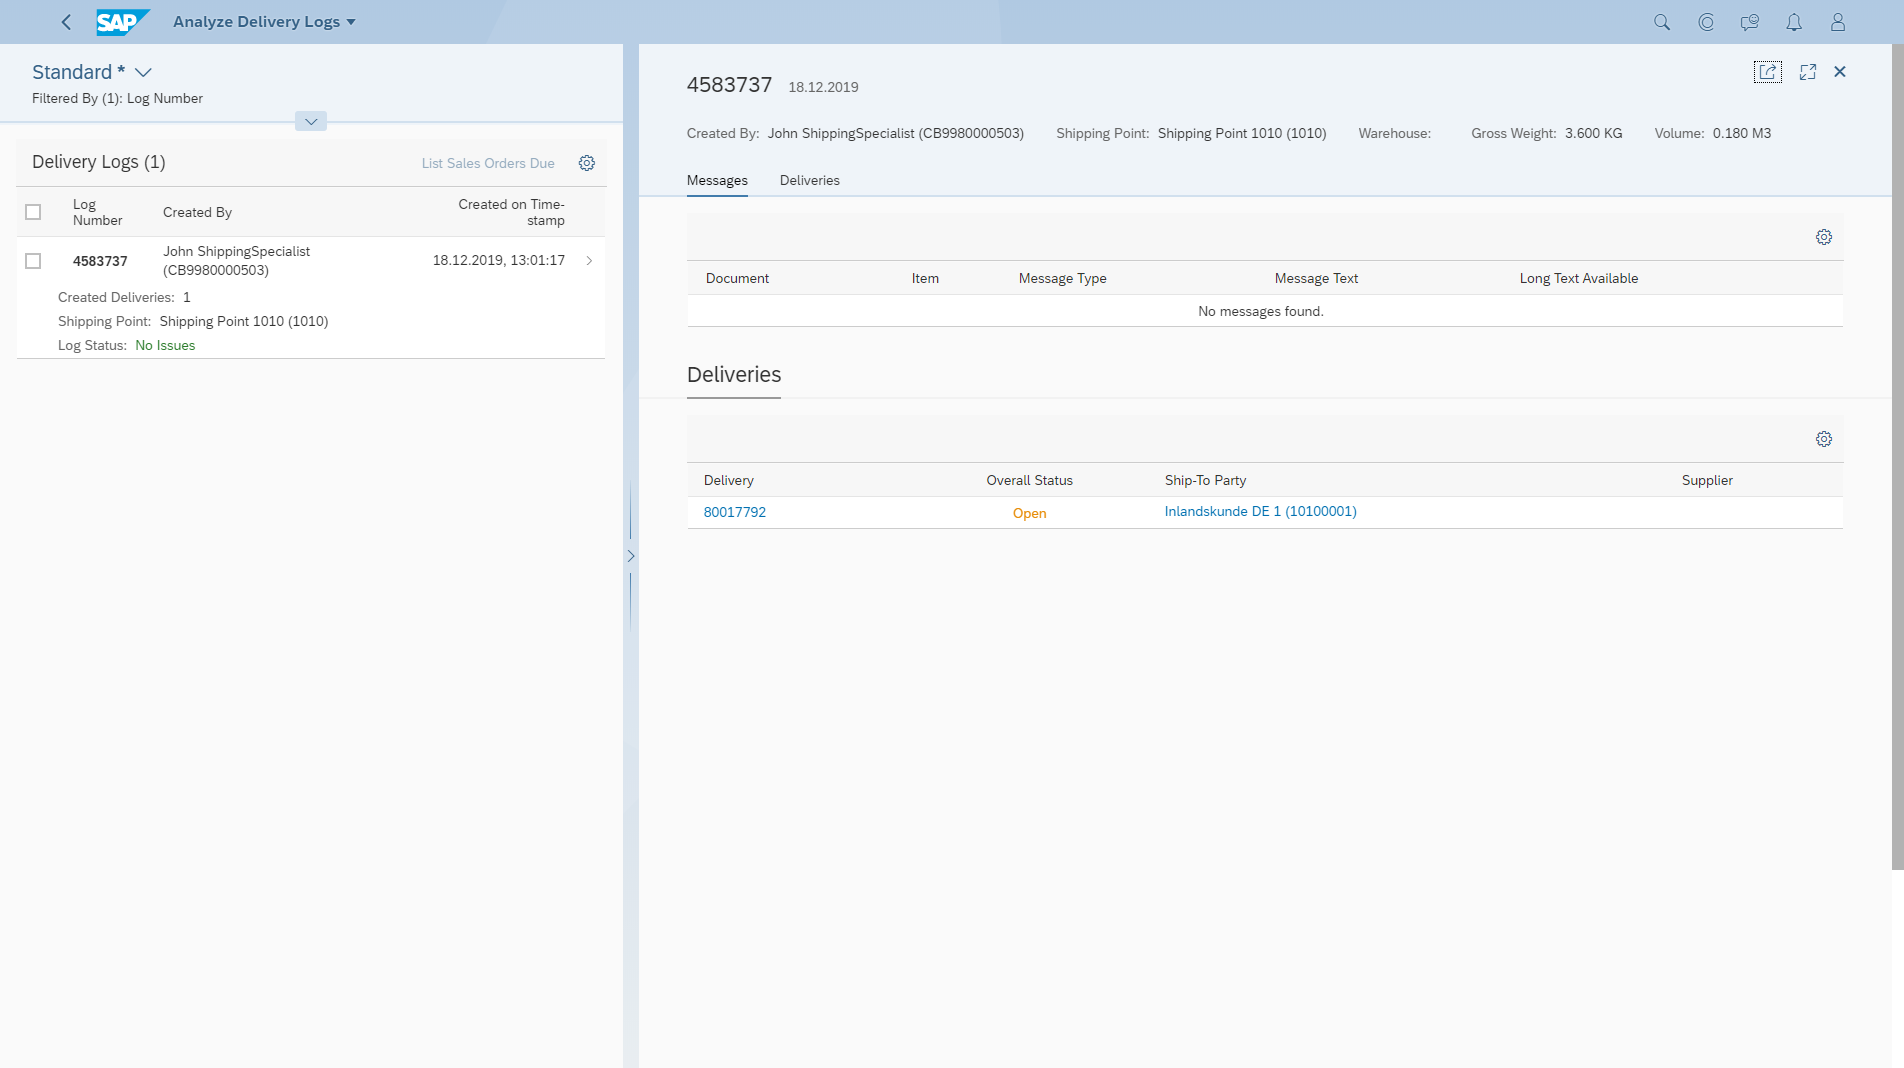 SAP
Analyze Delivery Logs
Standard *
Filtered By (1): Log Number
Delivery Logs (1)
List Sales Orders Due
Log
Number
Created By
Created on Time-
stamp
4583737
John ShippingSpecialist
(CB9980000503)
18.12.2019, 13:01:17
Created Deliveries: 1
Shipping Point: Shipping Point 1010 (1010)
Log Status: No Issues
4583737 18.12.2019
Created By: John ShippingSpecialist (CB9980000503) Shipping Point: Shipping Point 1010 (1010) Warehouse: Gross Weight: 3.600 KG Volume: 0.180 M3
Messages Deliveries
Document Item Message Type Message Text Long Text Available
No messages found.
Deliveries
Delivery Overall Status Ship-To Party Supplier
80017792 Open Inlandskunde DE 1 (10100001)